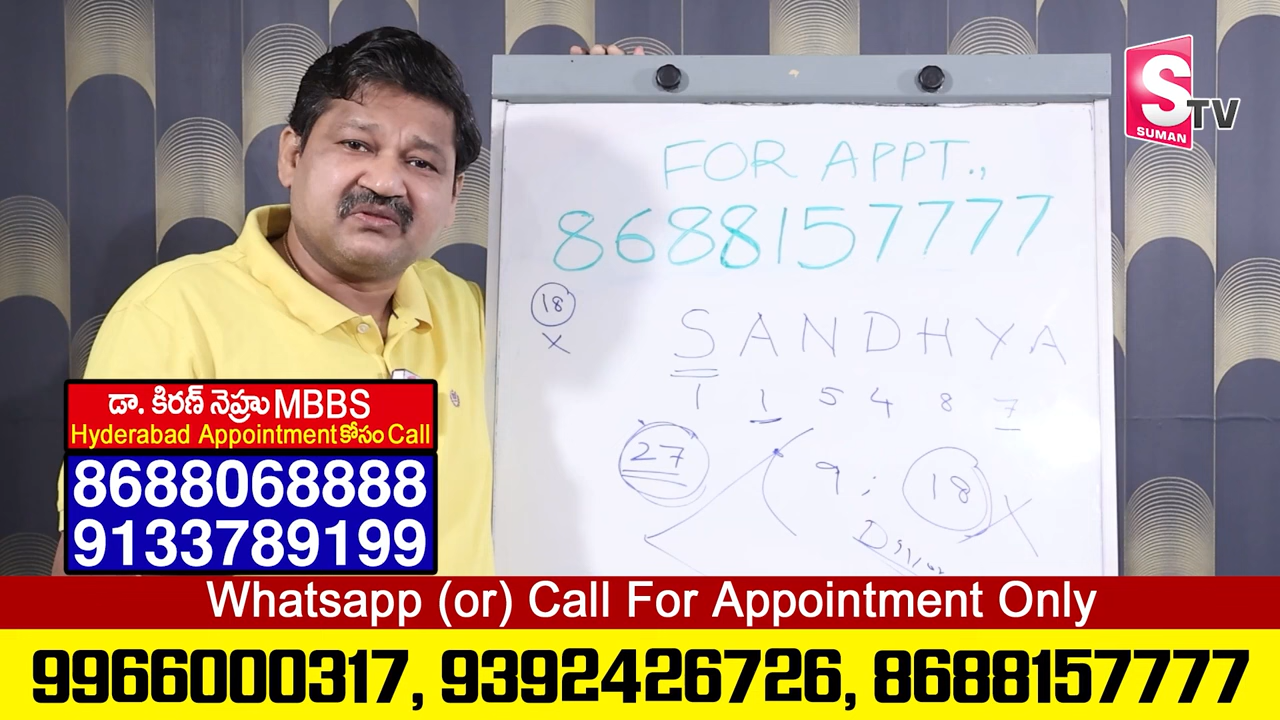 S
SUMAN
TV
FOR APPT.,
8688157777
18
X
SANDHYA
1 1 5 4 8 7
27 9; 18 X
డా. కిరణ్ నెహ్రు MBBS
Hyderabad Appointment కోసం Call
8688068888
9133789199
Whatsapp (or) Call For Appointment Only
9966000317, 9392426726, 8688157777